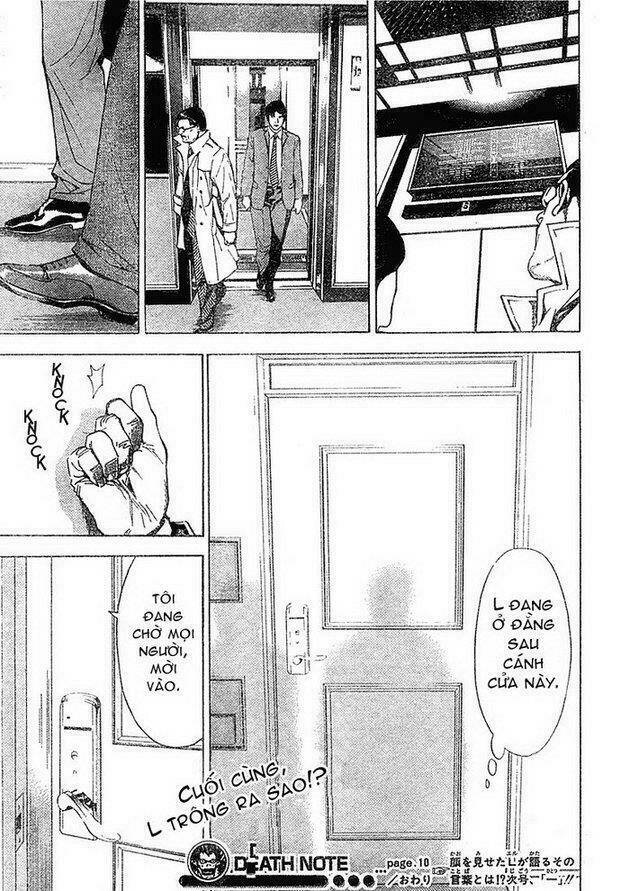 KNOCK
KNOCK
L ĐANG
Ở ĐẰNG
SAU
CÁNH
CỬA NÀY.
TÔI
ĐANG
CHỜ MỌI
NGƯỜI,
MỜI
VÀO.
CUỐI CÙNG,
L TRÔNG RA SAO!?
DEATH NOTE
page.10
/おわり
顔を見せたLが語るその
言葉とは!?次号、「一」!!